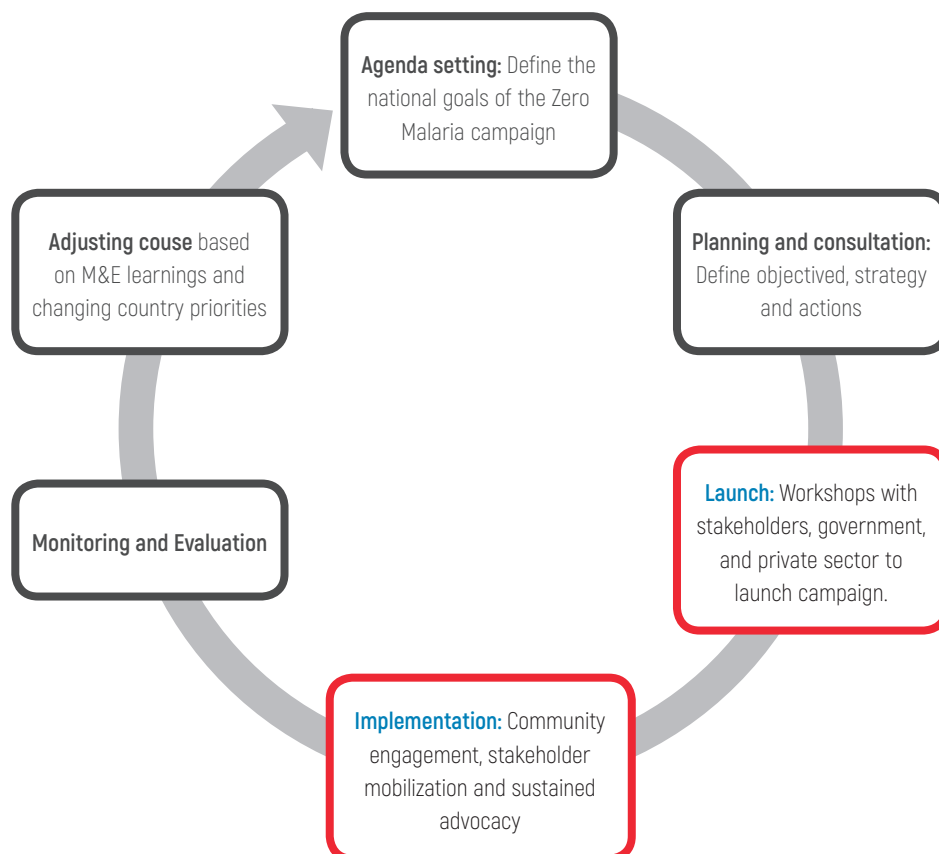 Agenda setting: Define the
national goals of the Zero
Malaria campaign
Planning and consultation:
Define objectived, strategy
and actions
Launch: Workshops with
stakeholders, government,
and private sector to
launch campaign.
Implementation: Community
engagement, stakeholder
mobilization and sustained
advocacy
Monitoring and Evaluation
Adjusting couse based
on M&E learnings and
changing country priorities